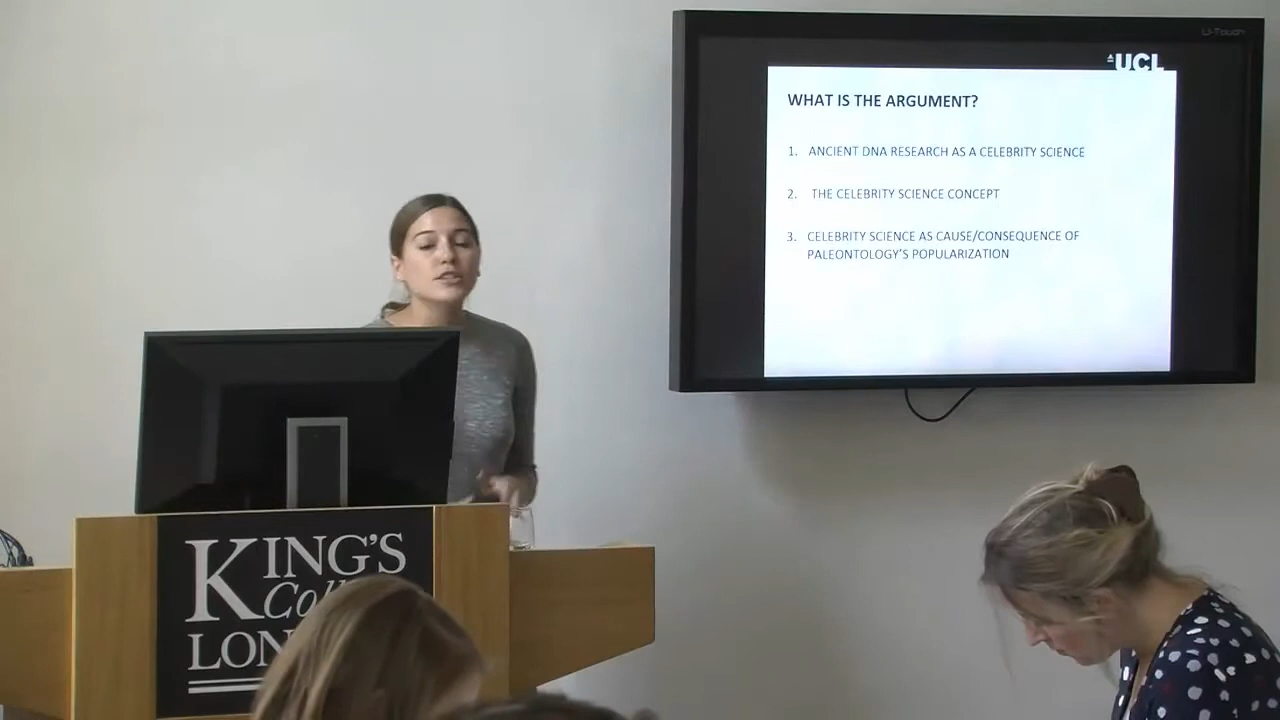 U-Touch
UCL
WHAT IS THE ARGUMENT?
1. ANCIENT DNA RESEARCH AS A CELEBRITY SCIENCE
2. THE CELEBRITY SCIENCE CONCEPT
3. CELEBRITY SCIENCE AS CAUSE/CONSEQUENCE OF
PALEONTOLOGY'S POPULARIZATION
KING'S
Col
LON